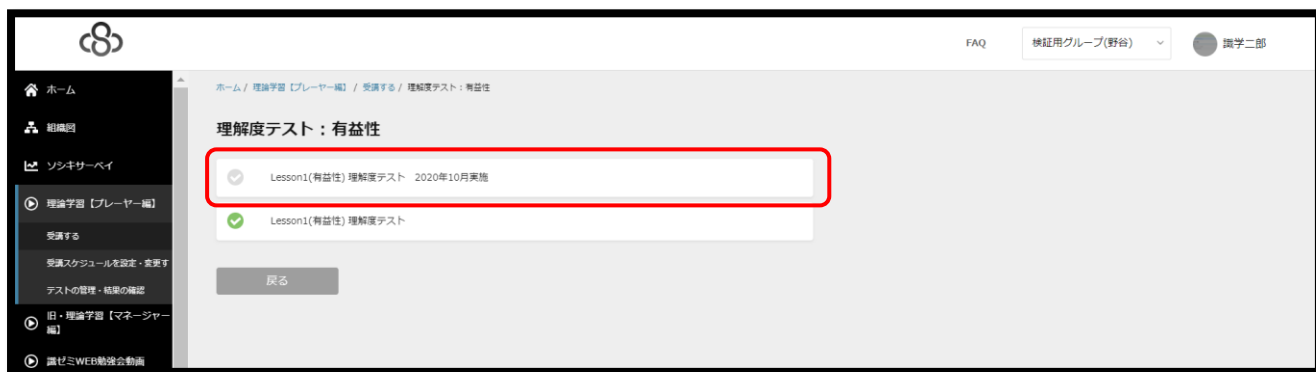 FAQ
検証用グループ(野谷)
識学二郎
ホーム
組織図
ソシキサーベイ
理論学習【プレーヤー編】
受講する
受講スケジュールを設定・変更す
テストの管理・結果の確認
旧・理論学習【マネージャー
編】
識ゼミWEB勉強会動画
ホーム / 理論学習【プレーヤー編】 / 受講する / 理解度テスト:有益性
理解度テスト:有益性
Lesson1(有益性) 理解度テスト 2020年10月実施
Lesson1(有益性) 理解度テスト
戻る